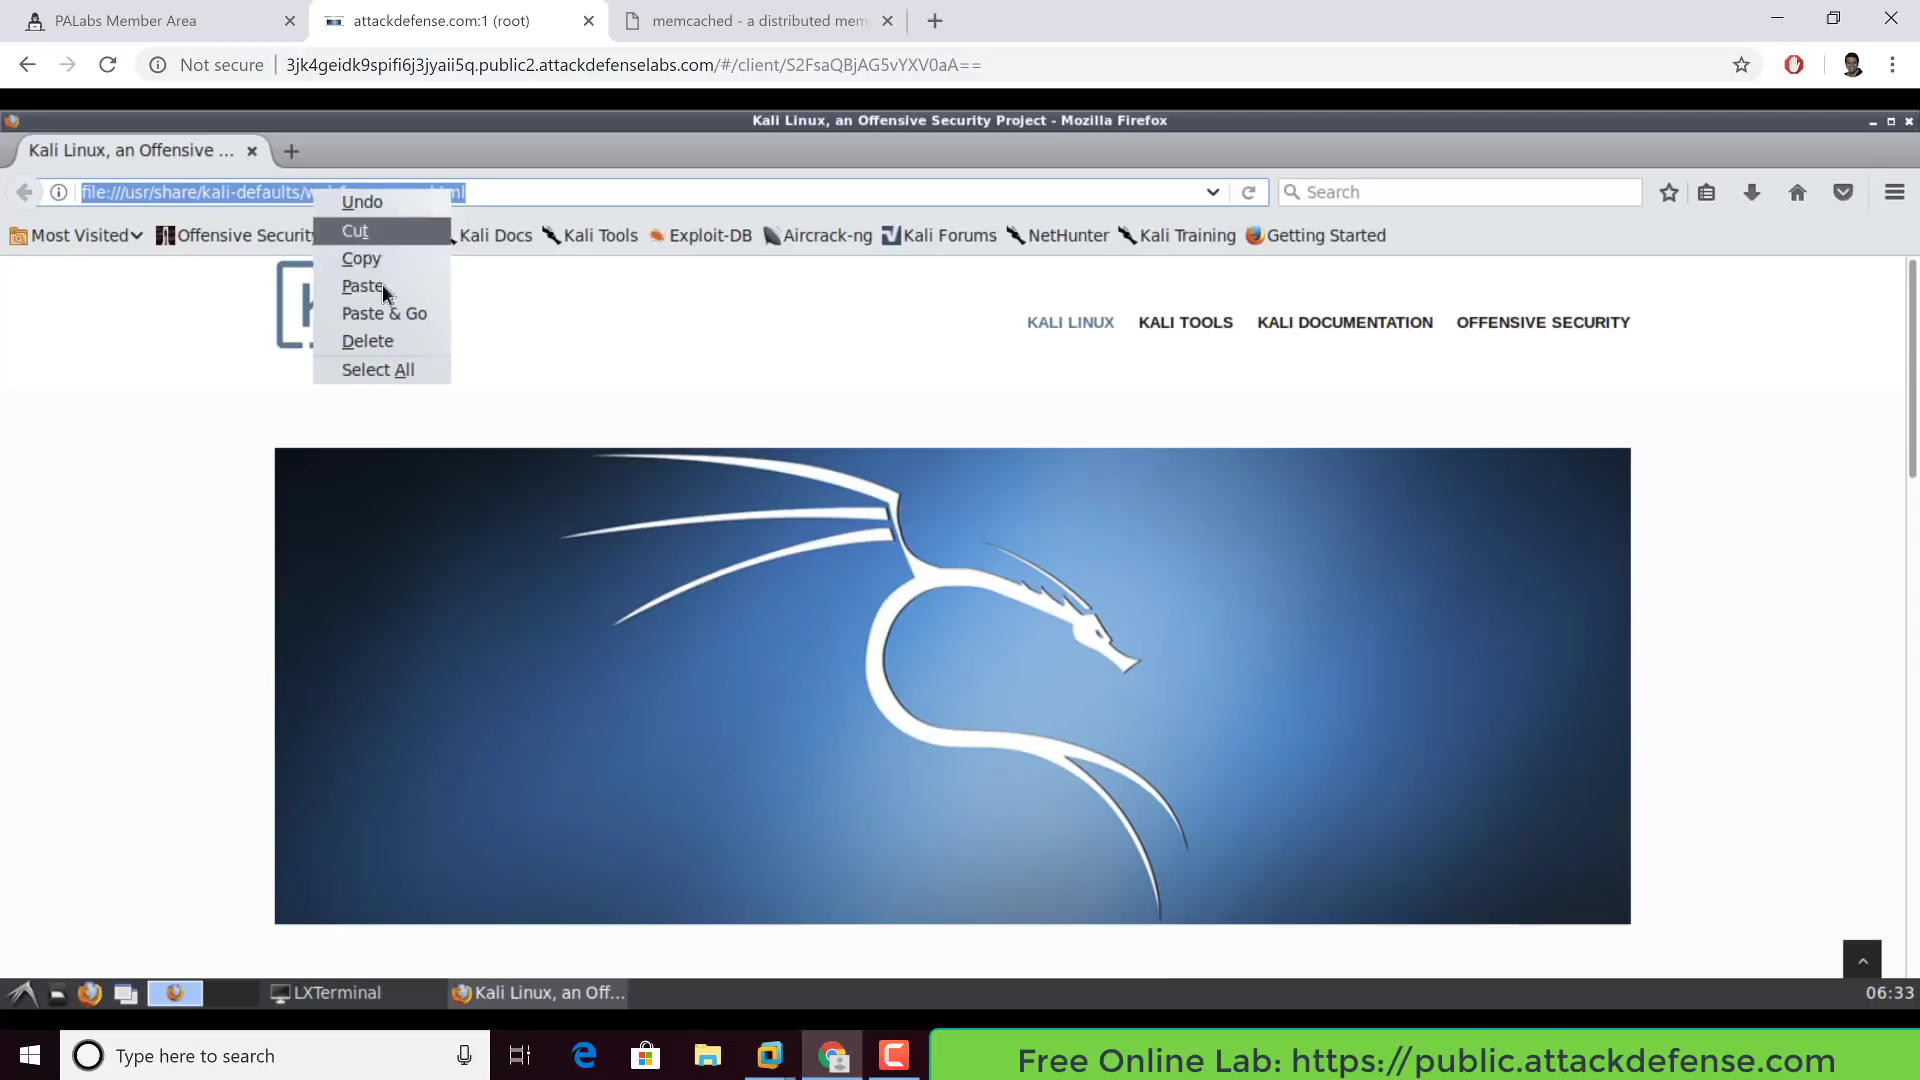 PALabs Member Area
attackdefense.com:1 (root)
memcached - a distributed mem
Not secure
3jk4geidk9spifi6j3jyaii5q.public2.attackdefenselabs.com/#/client/S2FsaQBjAG5vYXV0aA==
Kali Linux, an Offensive Security Project - Mozilla Firefox
Kali Linux, an Offensive ...
file:///usr/share/kali-defaults/
Search
Most Visited
Offensive Security
Kali Docs
Kali Tools
Exploit-DB
Aircrack-ng
Kali Forums
NetHunter
Kali Training
Getting Started
Undo
Cut
Copy
Paste
Paste & Go
Delete
Select All
KALI LINUX
KALI TOOLS
KALI DOCUMENTATION
OFFENSIVE SECURITY
LXTerminal
Kali Linux, an Off...
06:33
Type here to search
Free Online Lab: https://public.attackdefense.com